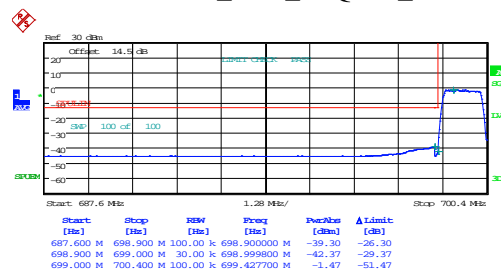 Ref 30 dBm
Offset 14.5 dB
20
LIMIT CHECK PASS
10
0
1
AVG
-10
-20
SWP 100 of 100
-30
-40
-50
-60
Start 687.6 MHz 1.28 MHz/ Stop 700.4 MHz
Start Stop RBW Freq PwrAbs ΔLimit
[Hz] [Hz] [Hz] [Hz] [dBm] [dB]
687.600 M 698.900 M 100.00 k 698.900000 M -39.30 -26.30
698.900 M 699.000 M 30.00 k 698.999800 M -42.37 -29.37
699.000 M 700.400 M 100.00 k 699.427700 M -1.47 -51.47